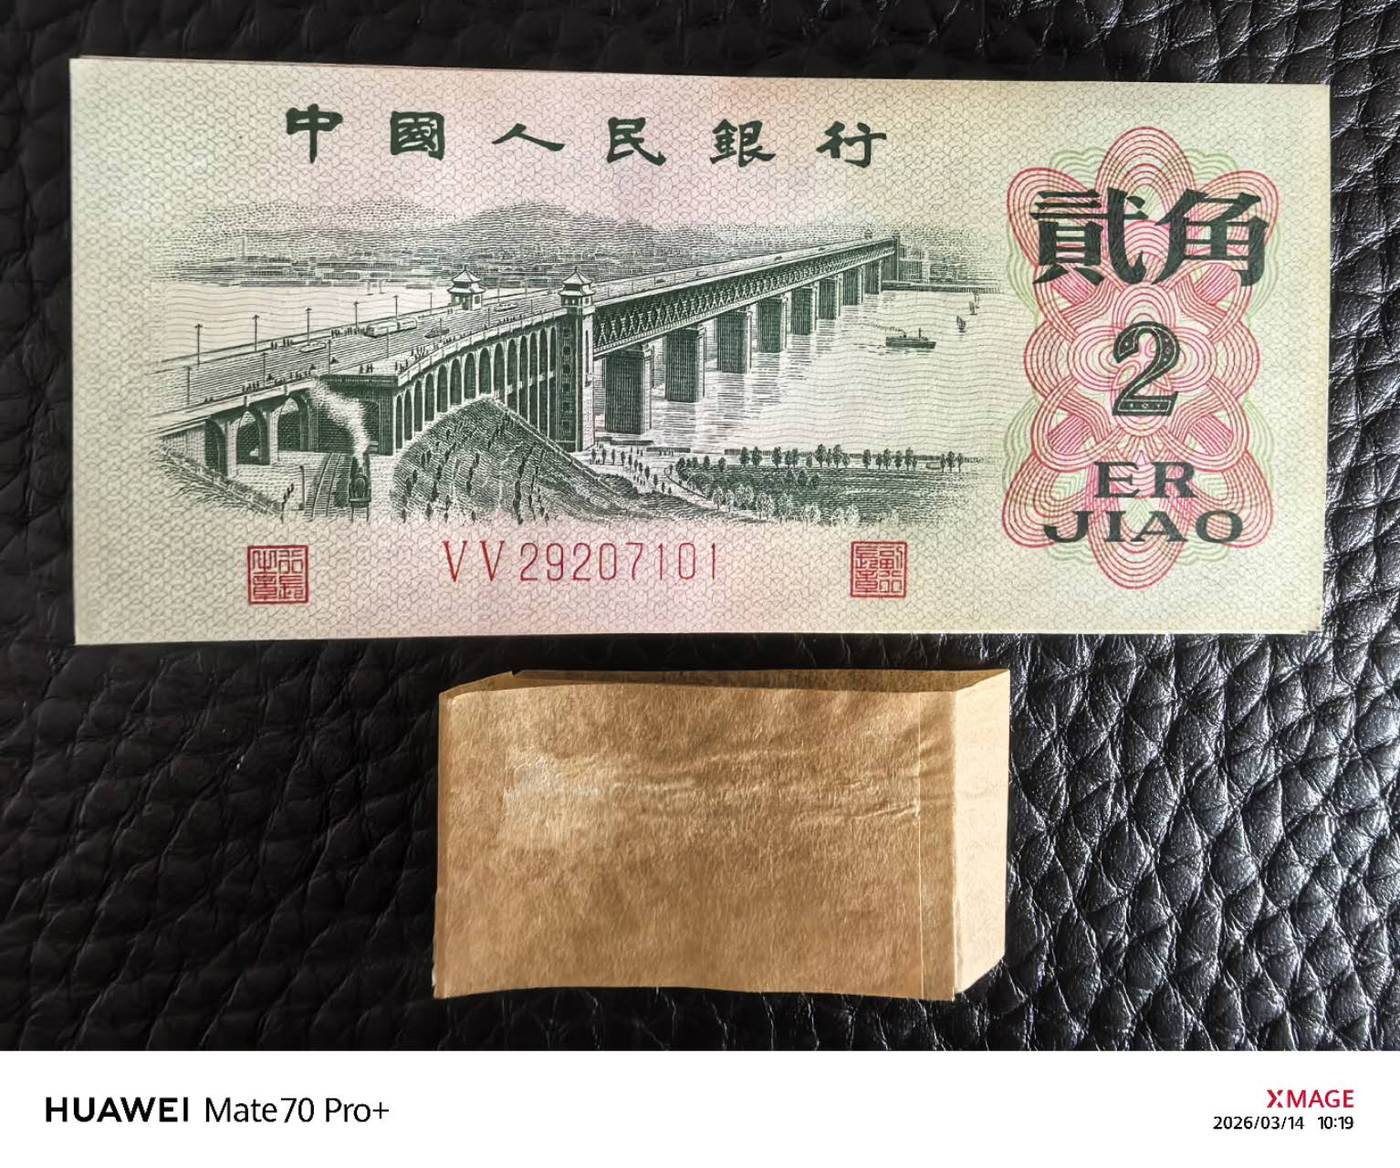 中國人民銀行
貳角
2
ER
JIAO
VV29207101
HUAWEI Mate70 Pro+
XMAGE
2026/03/14 10:19